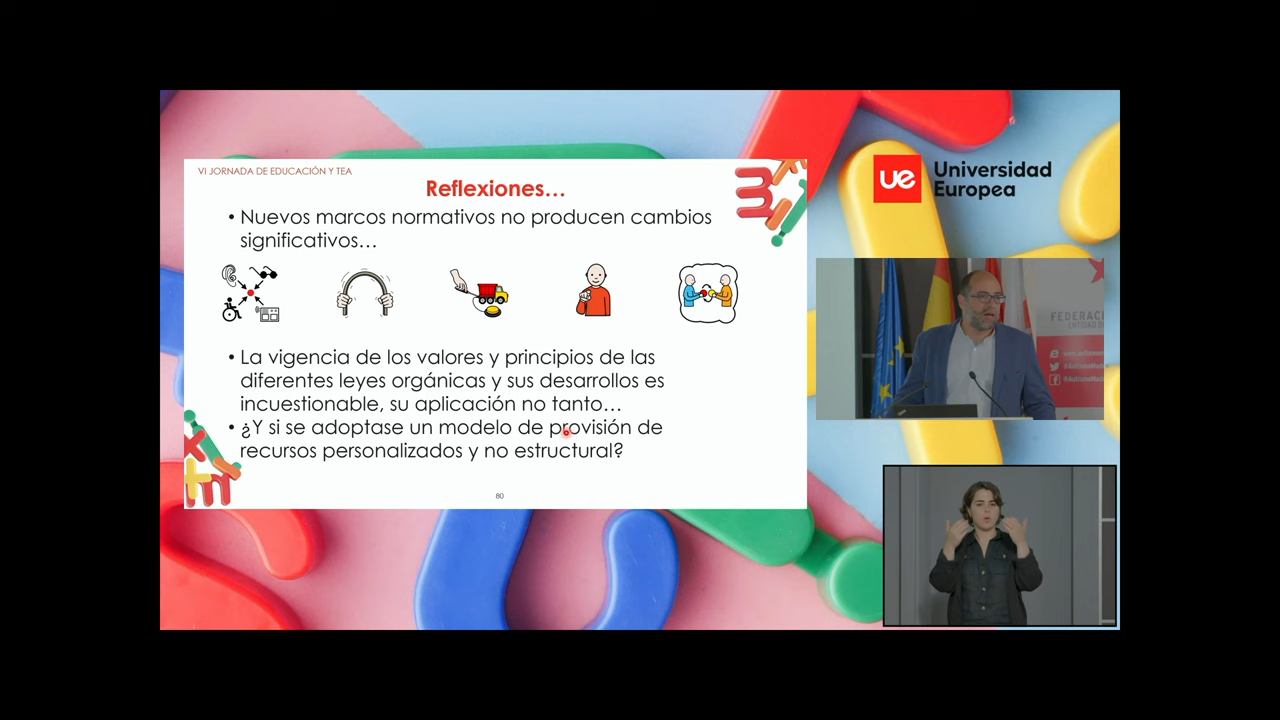 VI JORNADA DE EDUCACIÓN Y TEA
Reflexiones...
• Nuevos marcos normativos no producen cambios
significativos...
• La vigencia de los valores y principios de las
diferentes leyes orgánicas y sus desarrollos es
incuestionable, su aplicación no tanto...
• ¿Y si se adoptase un modelo de provisión de
recursos personalizados y no estructural?
80
ue Universidad
Europea